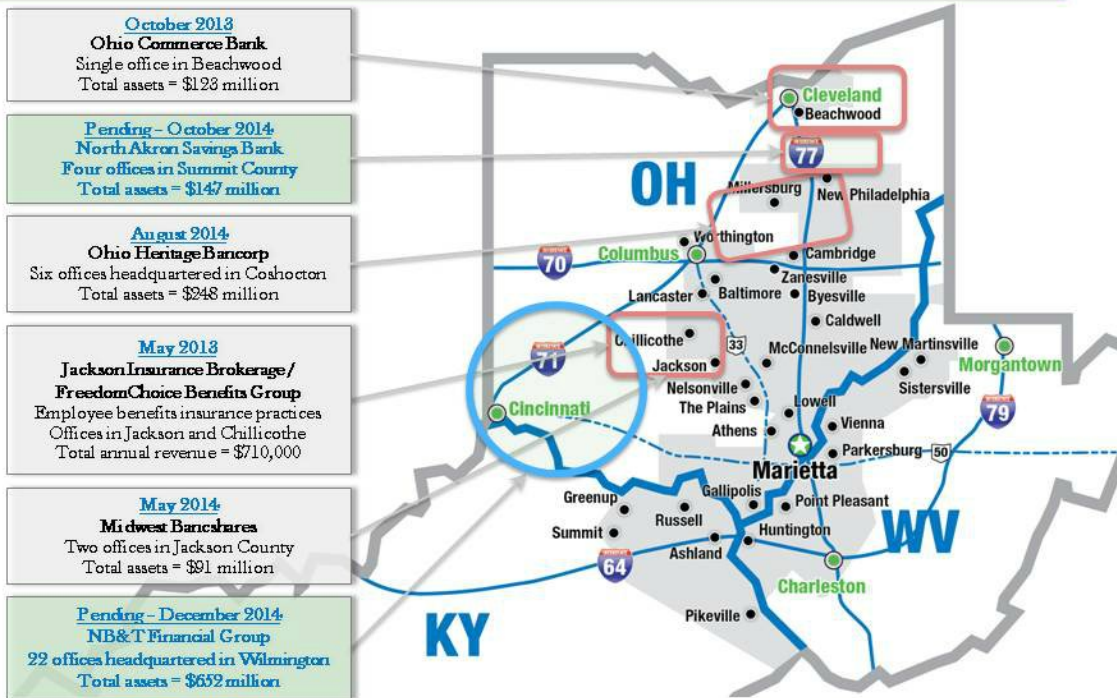 October 2013
Ohio Commerce Bank
Single office in Beachwood
Total assets = $123 million
Pending – October 2014
North Akron Savings Bank
Four offices in Summit County
Total assets = $147 million
August 2014
Ohio Heritage Bancorp
Six offices headquartered in Coshocton
Total assets = $248 million
May 2013
Jackson Insurance Brokerage /
FreedomChoice Benefits Group
Employee benefits insurance practices
Offices in Jackson and Chillicothe
Total annual revenue = $710,000
May 2014
Midwest Bancshares
Two offices in Jackson County
Total assets = $91 million
Pending – December 2014
NB&T Financial Group
22 offices headquartered in Wilmington
Total assets = $652 million
Cleveland
Beachwood
77
OH
Millersburg
New Philadelphia
Worthington
Columbus
70
Cambridge
Zanesville
Lancaster
Baltimore
Byesville
Caldwell
71
Chillicothe
33
Jackson
McConnelsville
New Martinsville
Morgantown
Sistersville
Nelsonville
The Plains
Lowell
79
Cincinnati
Athens
Vienna
Parkersburg
50
Marietta
Greenup
Gallipolis
Point Pleasant
Russell
Summit
Huntington
WV
Ashland
64
Charleston
Pikeville
KY